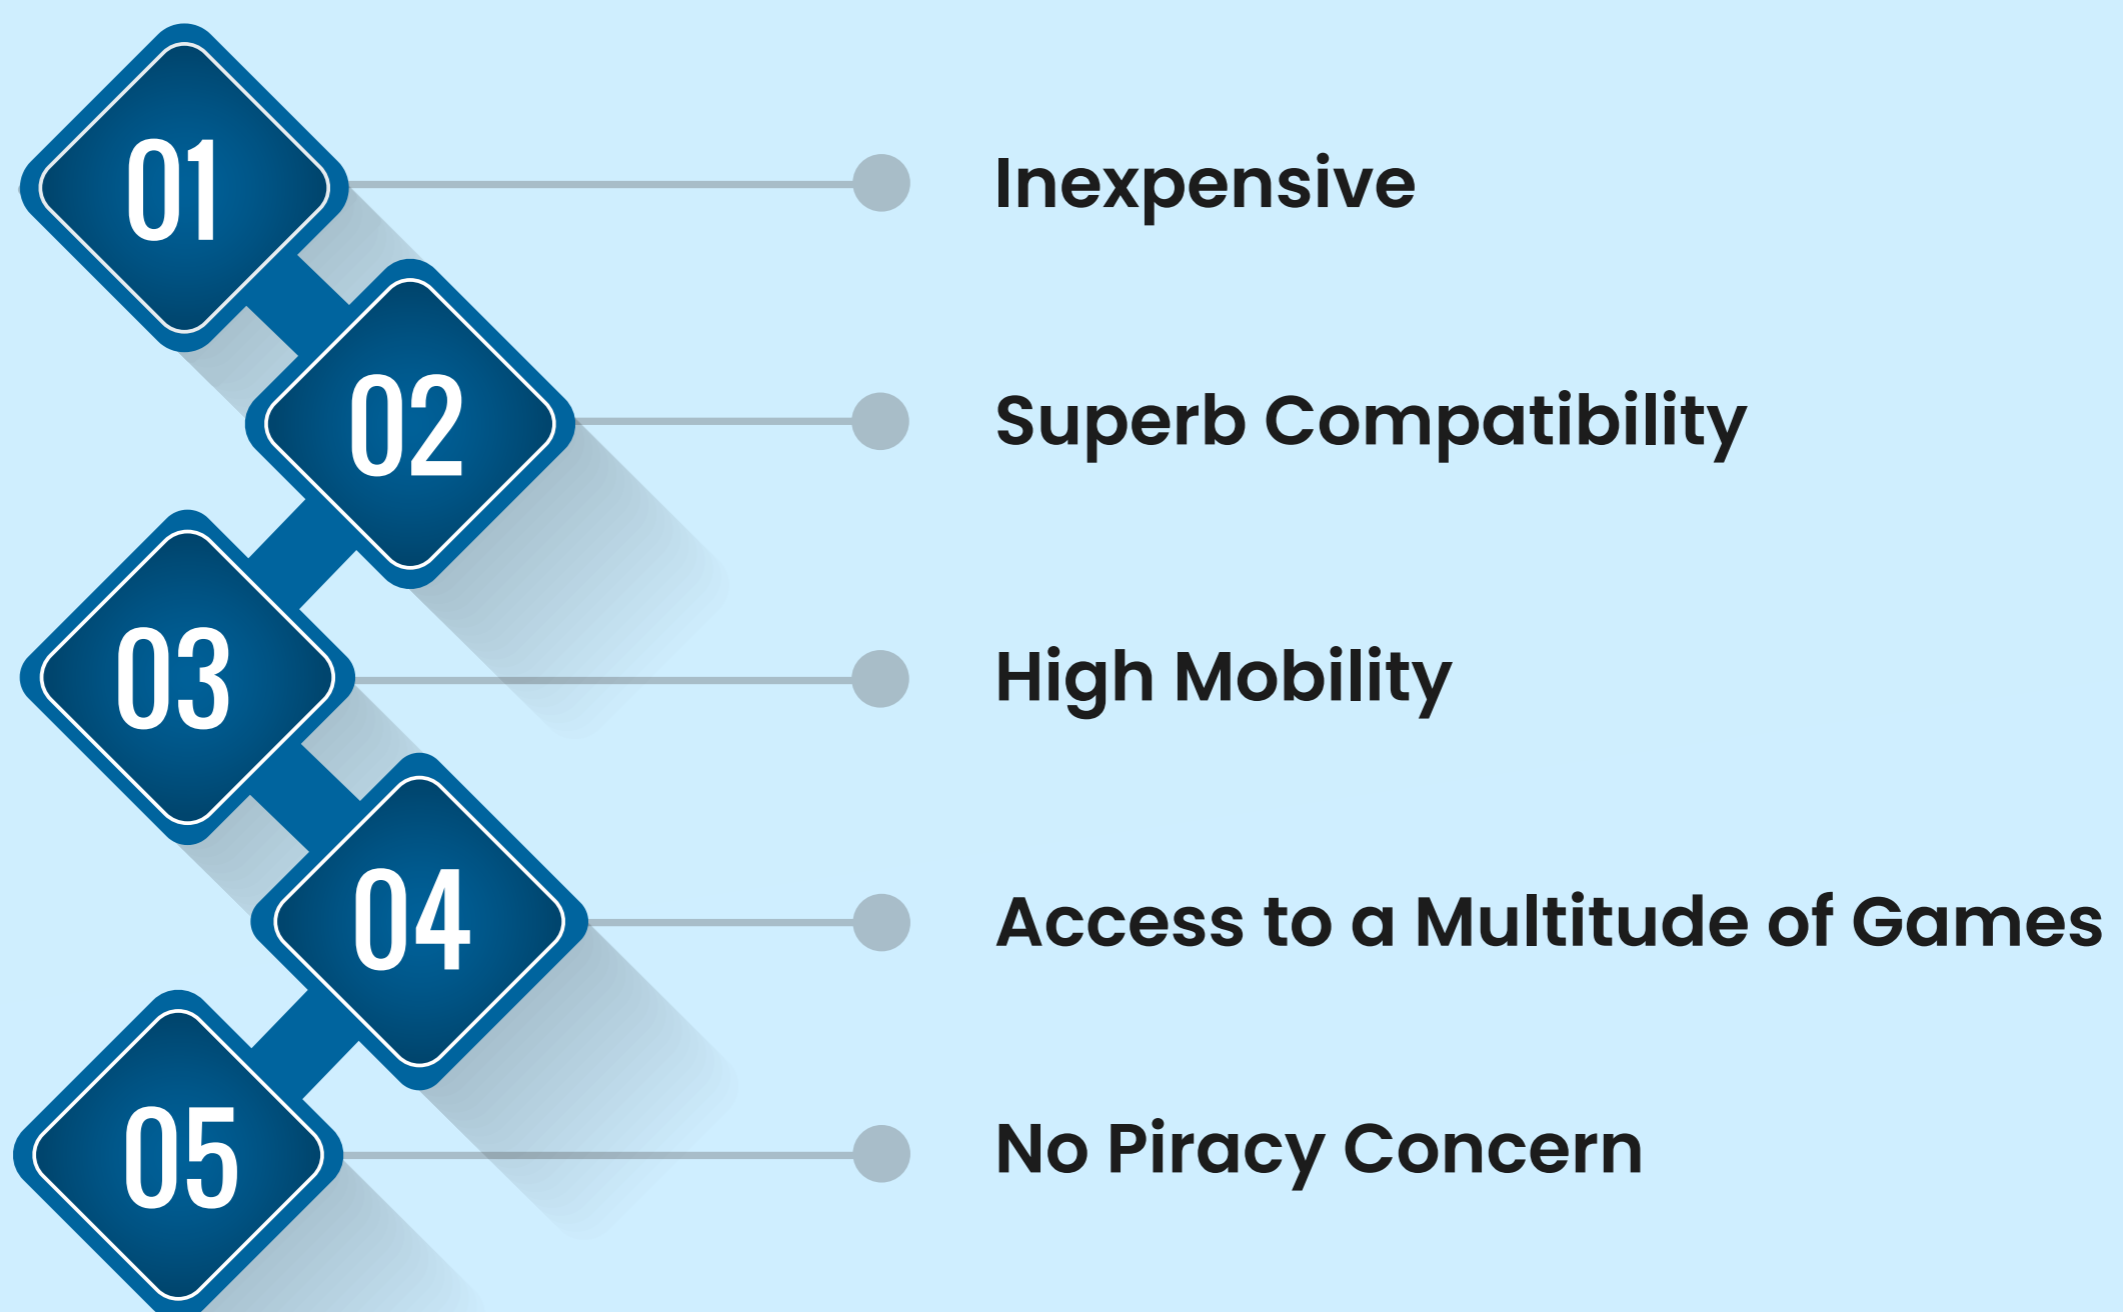 01 Inexpensive
02 Superb Compatibility
03 High Mobility
04 Access to a Multitude of Games
05 No Piracy Concern